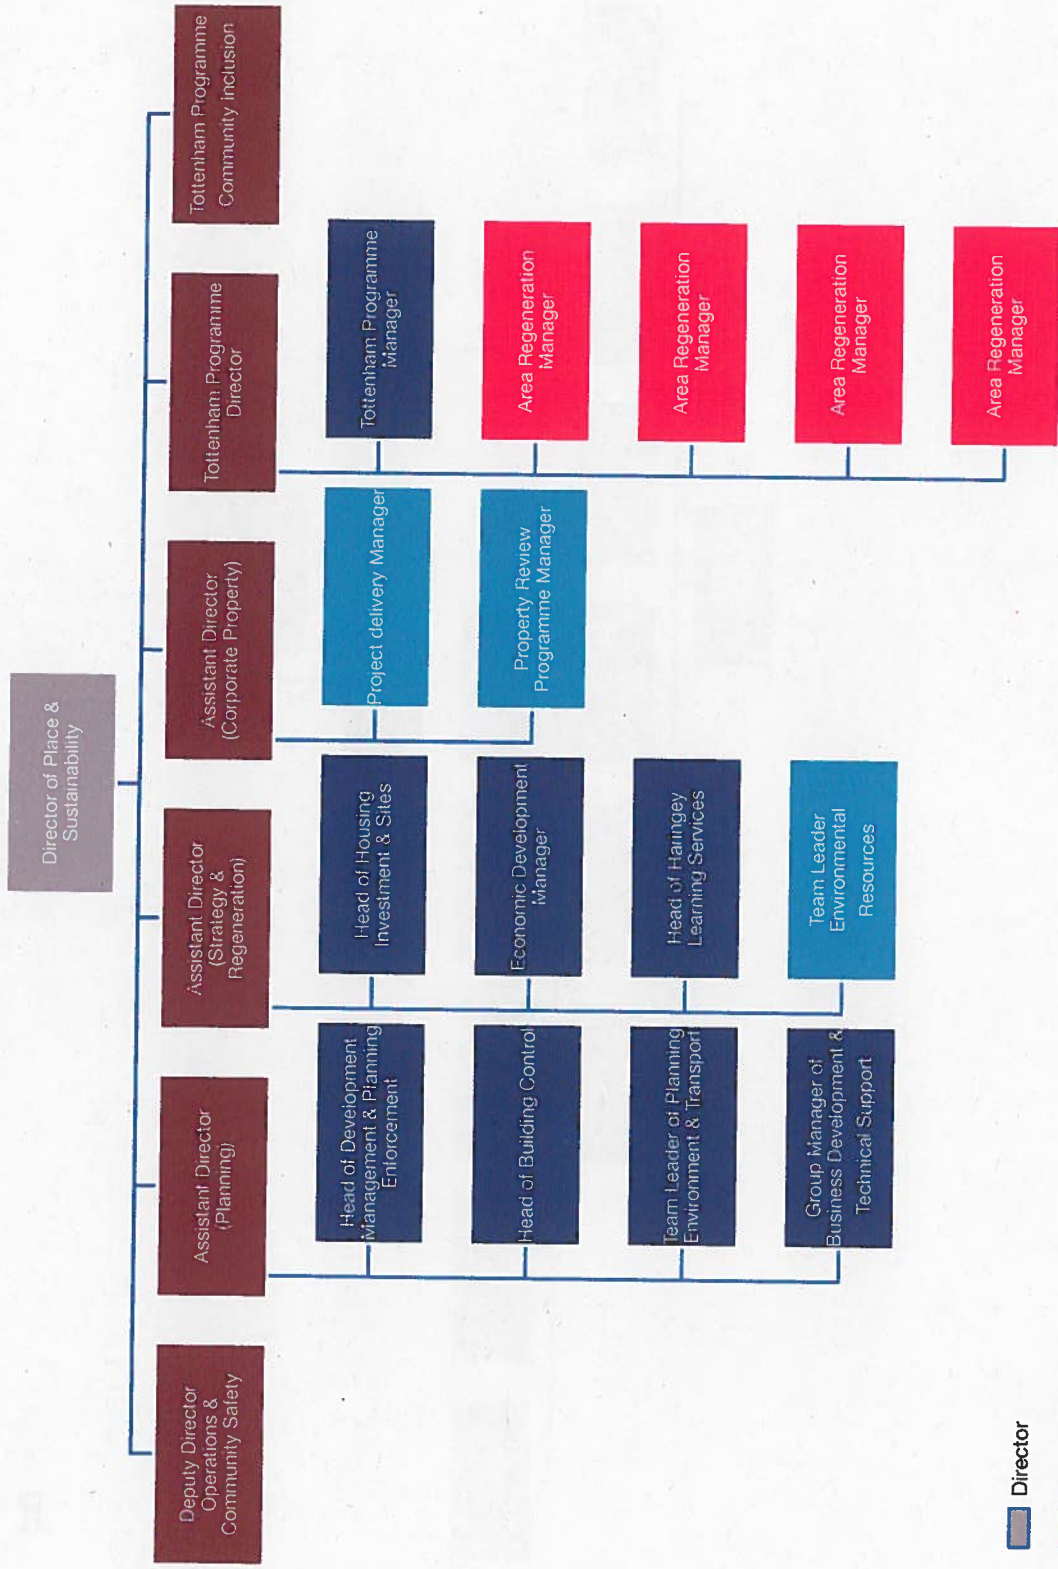 Director of Place &
Sustainability
Deputy Director
Operations &
Community Safety
Assistant Director
(Planning)
Assistant Director
(Strategy &
Regeneration)
Assistant Director
(Corporate Property)
Tottenham Programme
Director
Tottenham Programme
Community inclusion
Head of Development
Management & Planning
Enforcement
Head of Building Control
Team Leader of Planning
Environment & Transport
Group Manager of
Business Development &
Technical Support
Head of Housing
Investment & Sites
Economic Development
Manager
Head of Haringey
Learning Services
Team Leader
Environmental
Resources
Project delivery Manager
Property Review
Programme Manager
Tottenham Programme
Manager
Area Regeneration
Manager
Area Regeneration
Manager
Area Regeneration
Manager
Area Regeneration
Manager
Director